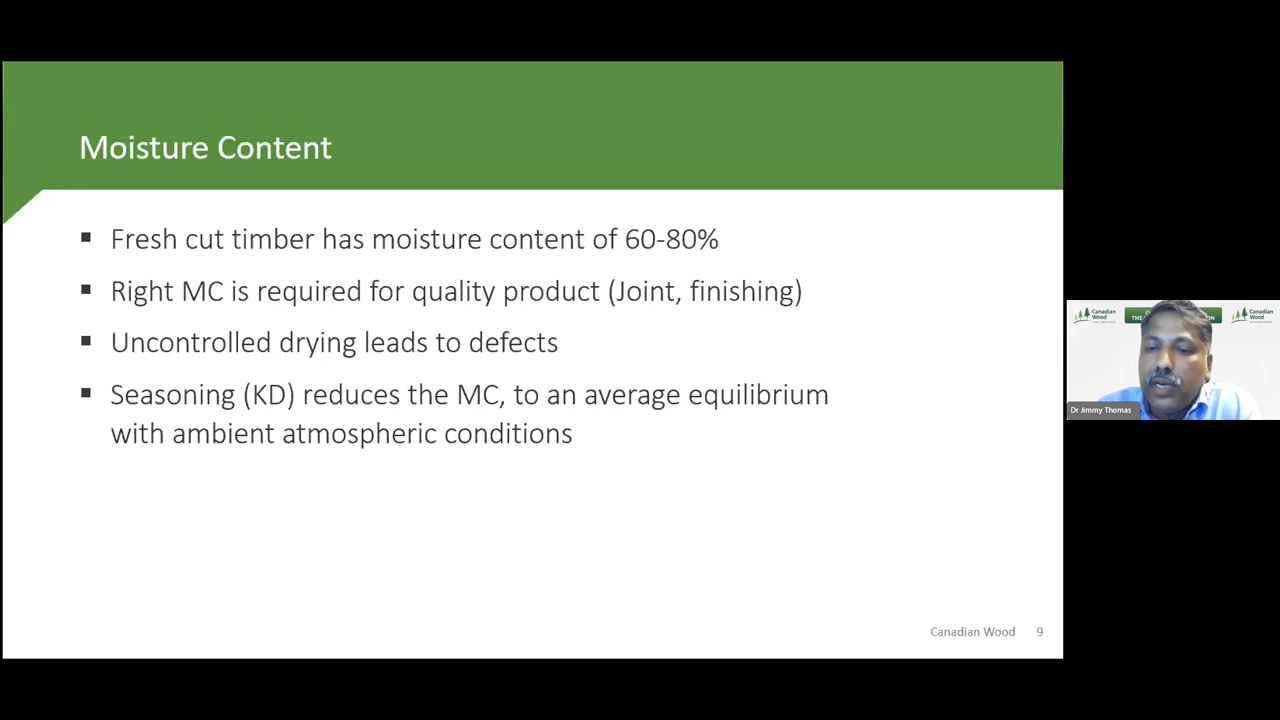 Moisture Content
▪ Fresh cut timber has moisture content of 60-80%
▪ Right MC is required for quality product (Joint, finishing)
▪ Uncontrolled drying leads to defects
▪ Seasoning (KD) reduces the MC, to an average equilibrium
with ambient atmospheric conditions
Canadian Wood 9
Canadian
Wood
THE
ON
Canadian
Wood
Dr Jimmy Thomas